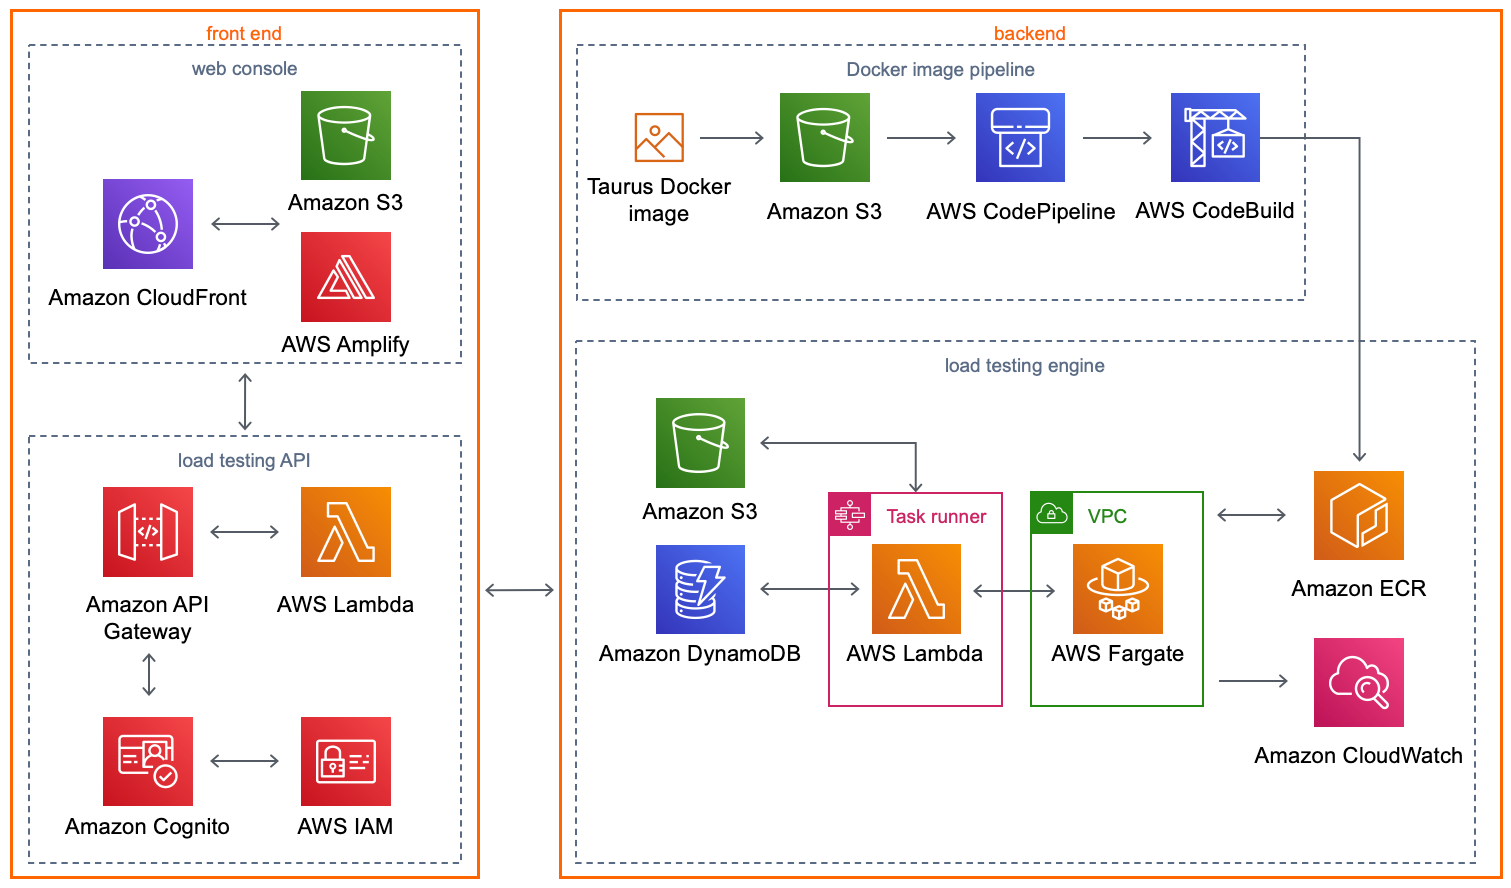 front end
web console
Amazon S3
Amazon CloudFront
AWS Amplify
load testing API
Amazon API
Gateway
AWS Lambda
Amazon Cognito
AWS IAM
backend
Docker image pipeline
Taurus Docker
image
Amazon S3
AWS CodePipeline
AWS CodeBuild
load testing engine
Amazon S3
Task runner
VPC
Amazon ECR
Amazon DynamoDB
AWS Lambda
AWS Fargate
Amazon CloudWatch